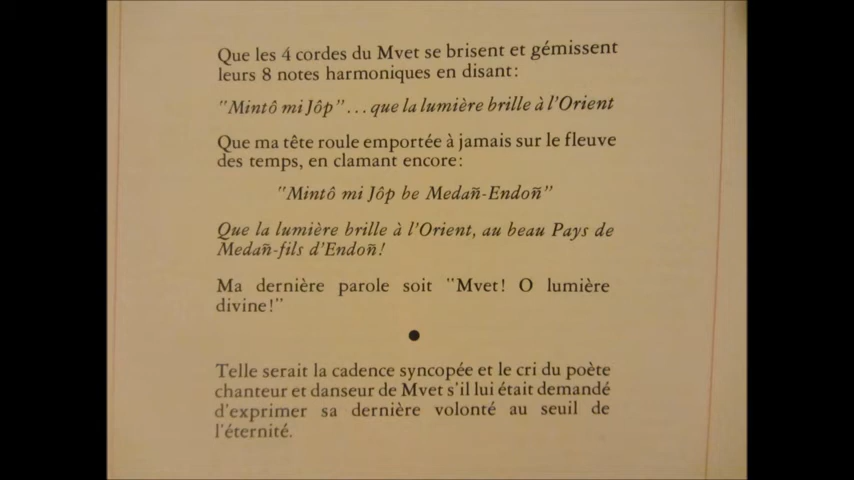 Que les 4 cordes du Mvet se brisent et gémissent
leurs 8 notes harmoniques en disant:
"Mintô mi Jôp"... que la lumière brille à l'Orient
Que ma tête roule emportée à jamais sur le fleuve
des temps, en clamant encore:
"Mintô mi Jôp be Medañ-Endoñ"
Que la lumière brille à l'Orient, au beau Pays de
Medañ-fils d'Endoñ!
Ma dernière parole soit "Mvet! O lumière
divine!"
●
Telle serait la cadence syncopée et le cri du poète
chanteur et danseur de Mvet s'il lui était demandé
d'exprimer sa dernière volonté au seuil de
l'éternité.